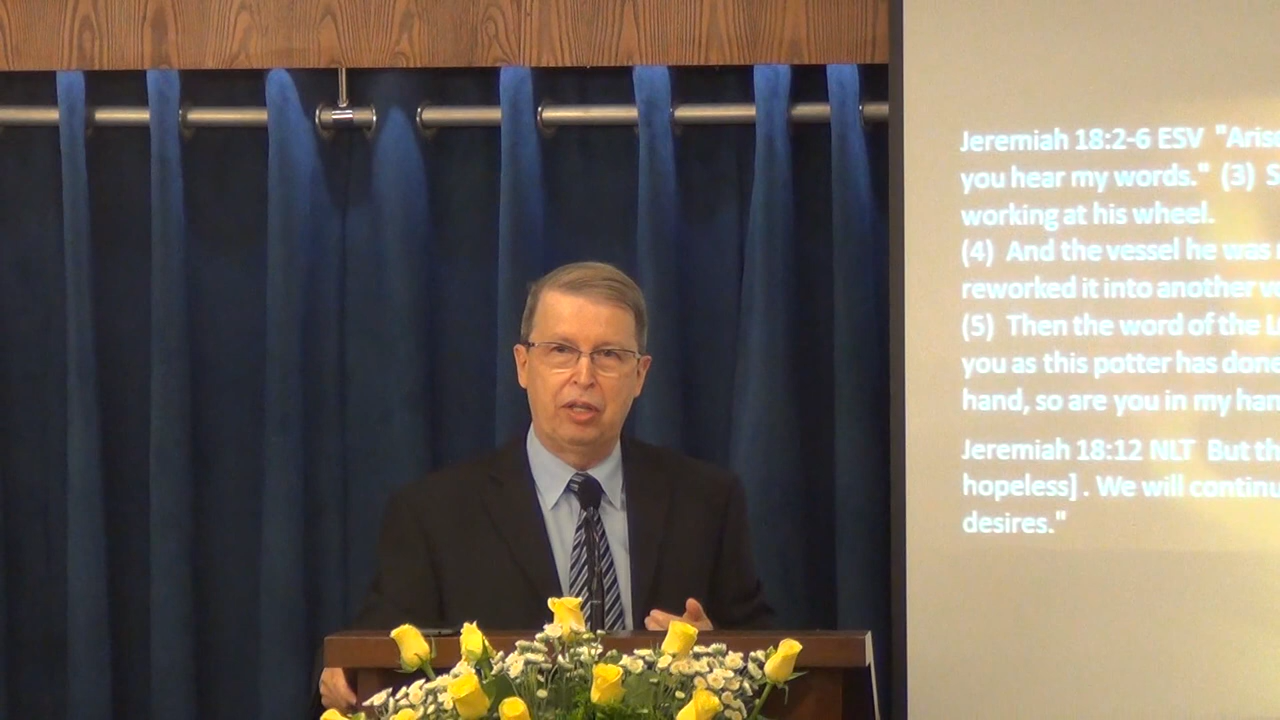 Jeremiah 18:2-6 ESV "Aris
you hear my words." (3) S
working at his wheel.
(4) And the vessel he was
reworked it into another
(5) Then the word of the L
you as this potter has done
hand, so are you in my han
Jeremiah 18:12 NLT But th
hopeless] . We will continu
desires."